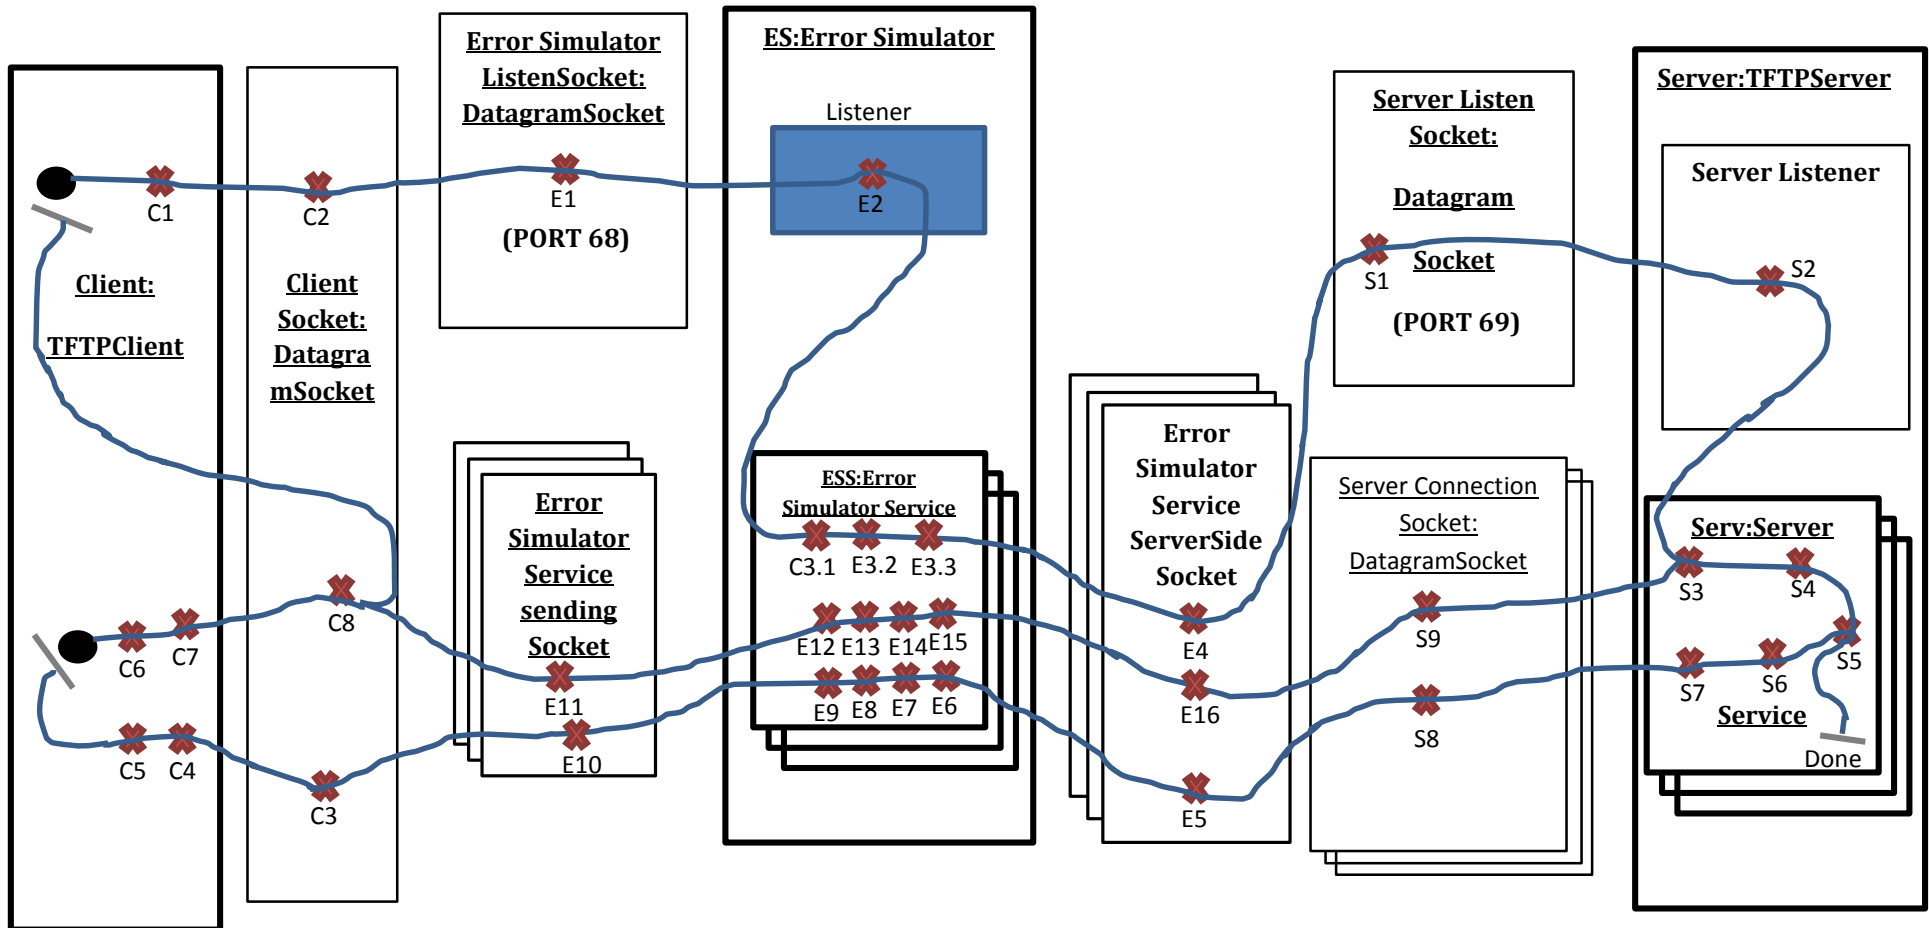 Client:
TFTPClient
C1
C6
C7
C5
C4
C2
Client
Socket:
Datagra
mSocket
C8
C3
Error Simulator
ListenSocket:
DatagramSocket
E1
(PORT 68)
Error
Simulator
Service
sending
Socket
E11
E10
ES:Error Simulator
Listener
E2
ESS:Error
Simulator Service
C3.1
E3.2
E3.3
E12
E13
E14
E15
E9
E8
E7
E6
Error
Simulator
Service
ServerSide
Socket
E4
E16
E5
Server Listen
Socket:
Datagram
Socket
S1
(PORT 69)
Server Connection
Socket:
DatagramSocket
S9
S8
Server:TFTPServer
Server Listener
S2
Serv:Server
S3
S4
S5
S7
S6
Service
Done